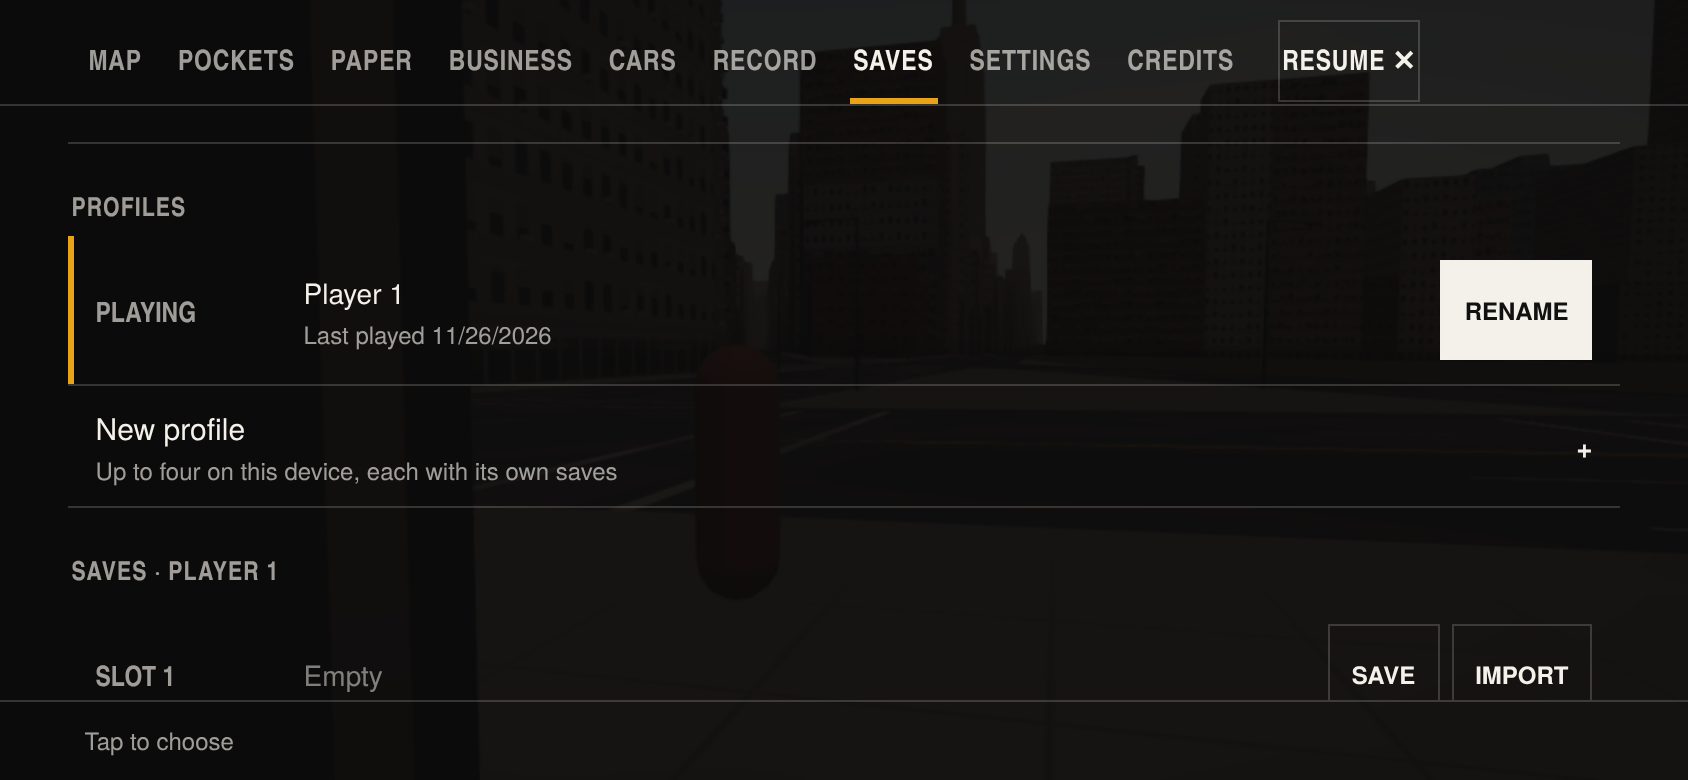 MAP POCKETS PAPER BUSINESS CARS RECORD SAVES SETTINGS CREDITS RESUME ✕
PROFILES
PLAYING
Player 1
Last played 11/26/2026
RENAME
New profile
Up to four on this device, each with its own saves
+
SAVES · PLAYER 1
SLOT 1 Empty SAVE IMPORT
Tap to choose